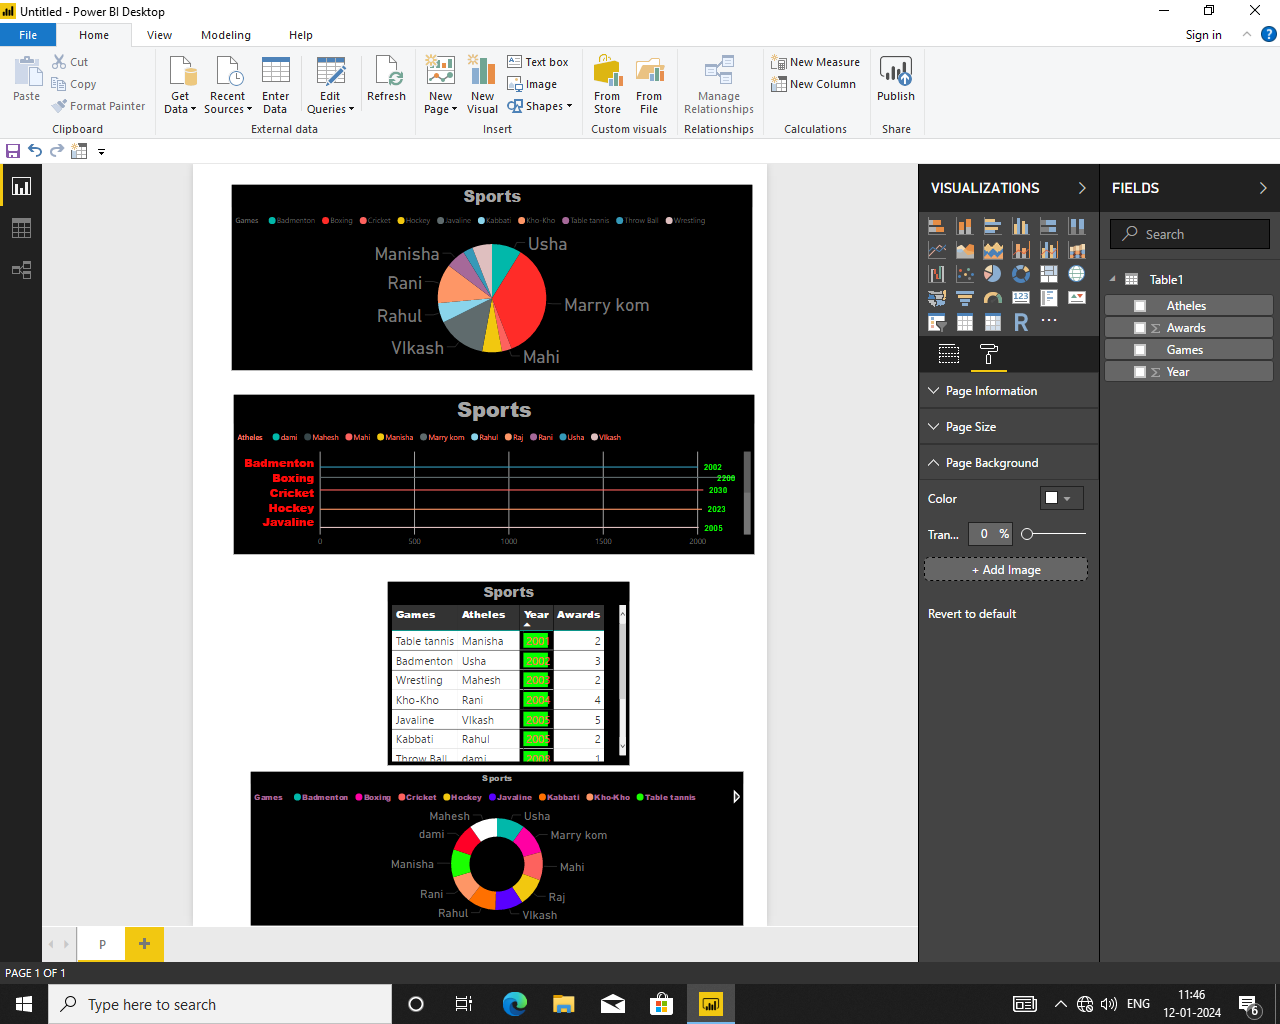 Untitled - Power BI Desktop
File Home View Modeling Help Sign in
Paste Cut Copy Format Painter
Get Data Recent Sources Enter Data Edit Queries Refresh
New Page New Visual Text box Image Shapes
From Store From File
Manage Relationships
New Measure New Column
Publish
Clipboard External data Insert Custom visuals Relationships Calculations Share
Sports
Games Badmenton Boxing Cricket Hockey Javaline Kabbati Kho-Kho Table tannis Throw Ball Wrestling
Usha
Manisha
Rani
Marry kom
Rahul
VIkash
Mahi
Sports
Atheles dami Mahesh Mahi Manisha Marry kom Rahul Raj Rani Usha VIkash
Badmenton 2002
Boxing 2200
Cricket 2030
Hockey 2023
Javaline 2005
0 500 1000 1500 2000
Sports
Games Atheles Year Awards
Table tannis Manisha 2001 2
Badmenton Usha 2002 3
Wrestling Mahesh 2003 2
Kho-Kho Rani 2004 4
Javaline VIkash 2005 5
Kabbati Rahul 2005 2
Throw Ball dami 1
Sports
Games Badmenton Boxing Cricket Hockey Javaline Kabbati Kho-Kho Table tannis
Mahesh Usha
dami Marry kom
Manisha Mahi
Rani Raj
Rahul VIkash
VISUALIZATIONS
Page Information
Page Size
Page Background
Color
Tran... 0 %
+ Add Image
Revert to default
FIELDS
Search
Table1
Atheles
Awards
Games
Year
P
PAGE 1 OF 1
Type here to search
ENG
11:46
12-01-2024
6